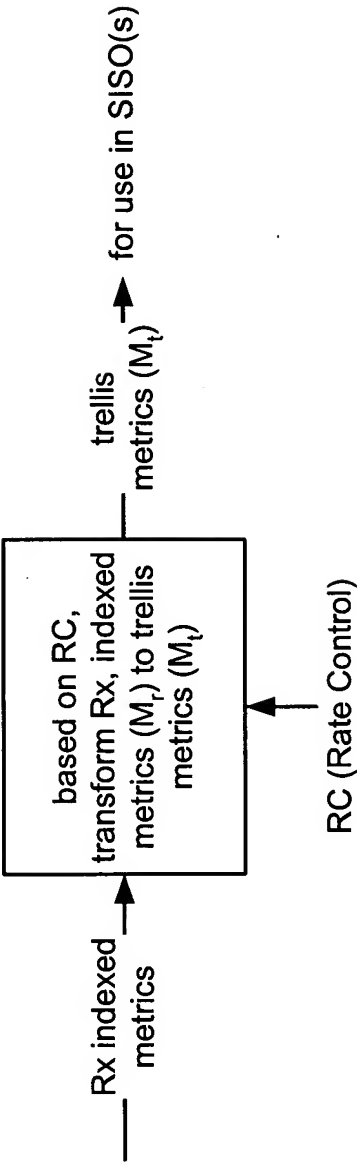 Rx indexed
metrics
based on RC,
transform Rx, indexed
metrics (Mr) to trellis
metrics (Mt)
trellis
metrics (Mt)
for use in SISO(s)
RC (Rate Control)